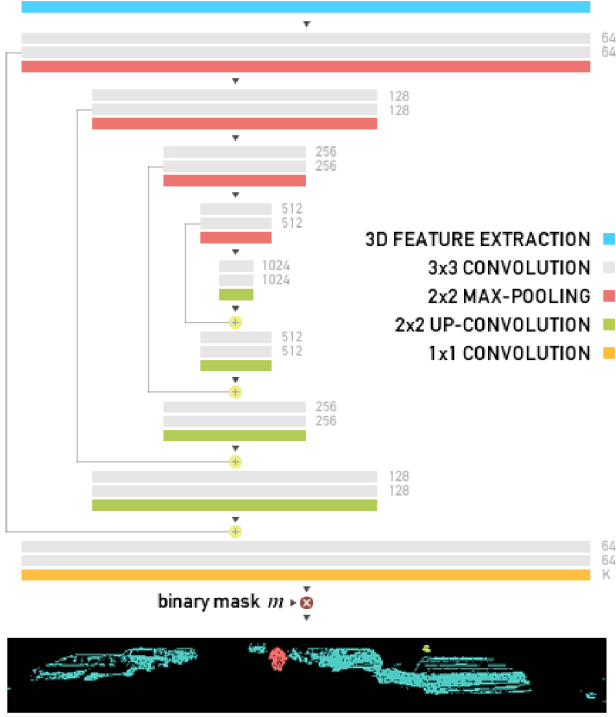 64
64
128
128
256
256
512
512
3D FEATURE EXTRACTION
1024
3x3 CONVOLUTION
1024
2x2 MAX-POOLING
2x2 UP-CONVOLUTION
512
512
1x1 CONVOLUTION
256
256
128
128
64
64
K
binary mask m